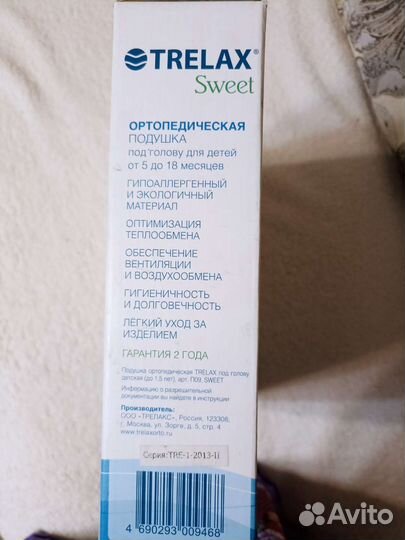 TRELAX®
Sweet
ОРТОПЕДИЧЕСКАЯ
ПОДУШКА
под голову для детей
от 5 до 18 месяцев
ГИПОАЛЛЕРГЕННЫЙ
И ЭКОЛОГИЧНЫЙ
МАТЕРИАЛ
ОПТИМИЗАЦИЯ
ТЕПЛООБМЕНА
ОБЕСПЕЧЕНИЕ
ВЕНТИЛЯЦИИ
И ВОЗДУХООБМЕНА
ГИГИЕНИЧНОСТЬ
И ДОЛГОВЕЧНОСТЬ
ЛЁГКИЙ УХОД ЗА
ИЗДЕЛИЕМ
ГАРАНТИЯ 2 ГОДА
Подушка ортопедическая TRELAX под голову
детская (до 1,5 лет), арт. П09, SWEET
Информацию о разрешительной
документации вы найдете в инструкции
Производитель:
ООО «ТРЕЛАКС», Россия, 123308,
г. Москва, ул. Зорге, д. 5, стр. 4
www.trelaxorto.ru
Серия:TRE-1-2013-II
4 690293 009468
Avito